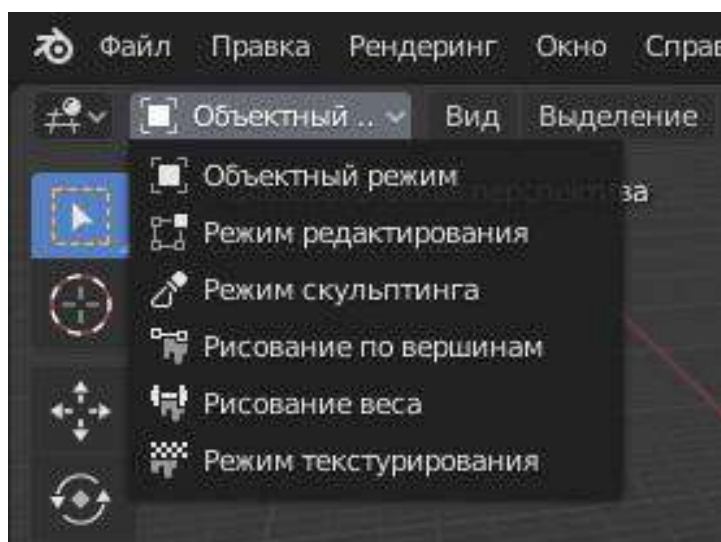 Файл Правка Рендеринг Окно Справ
Объектный .. Вид Выделение
Объектный режим
за
Режим редактирования
Режим скульптинга
Рисование по вершинам
Рисование веса
Режим текстурирования